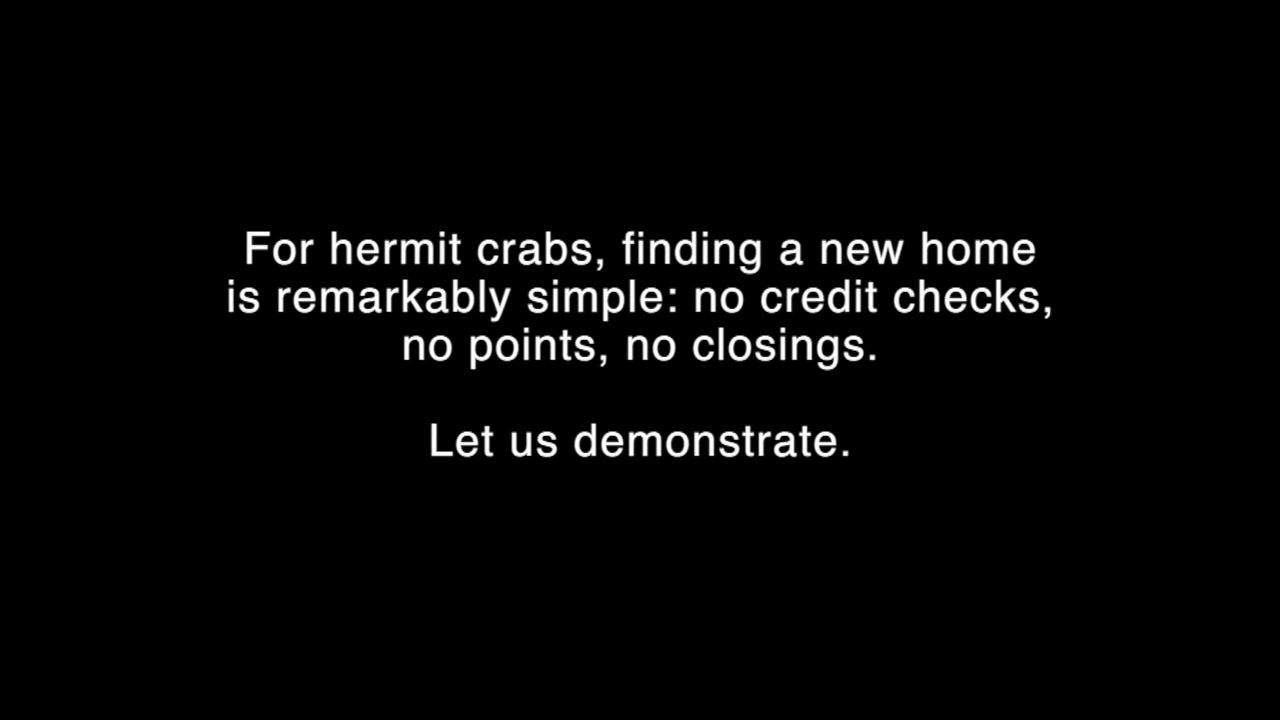 For hermit crabs, finding a new home
is remarkably simple: no credit checks,
no points, no closings.
Let us demonstrate.